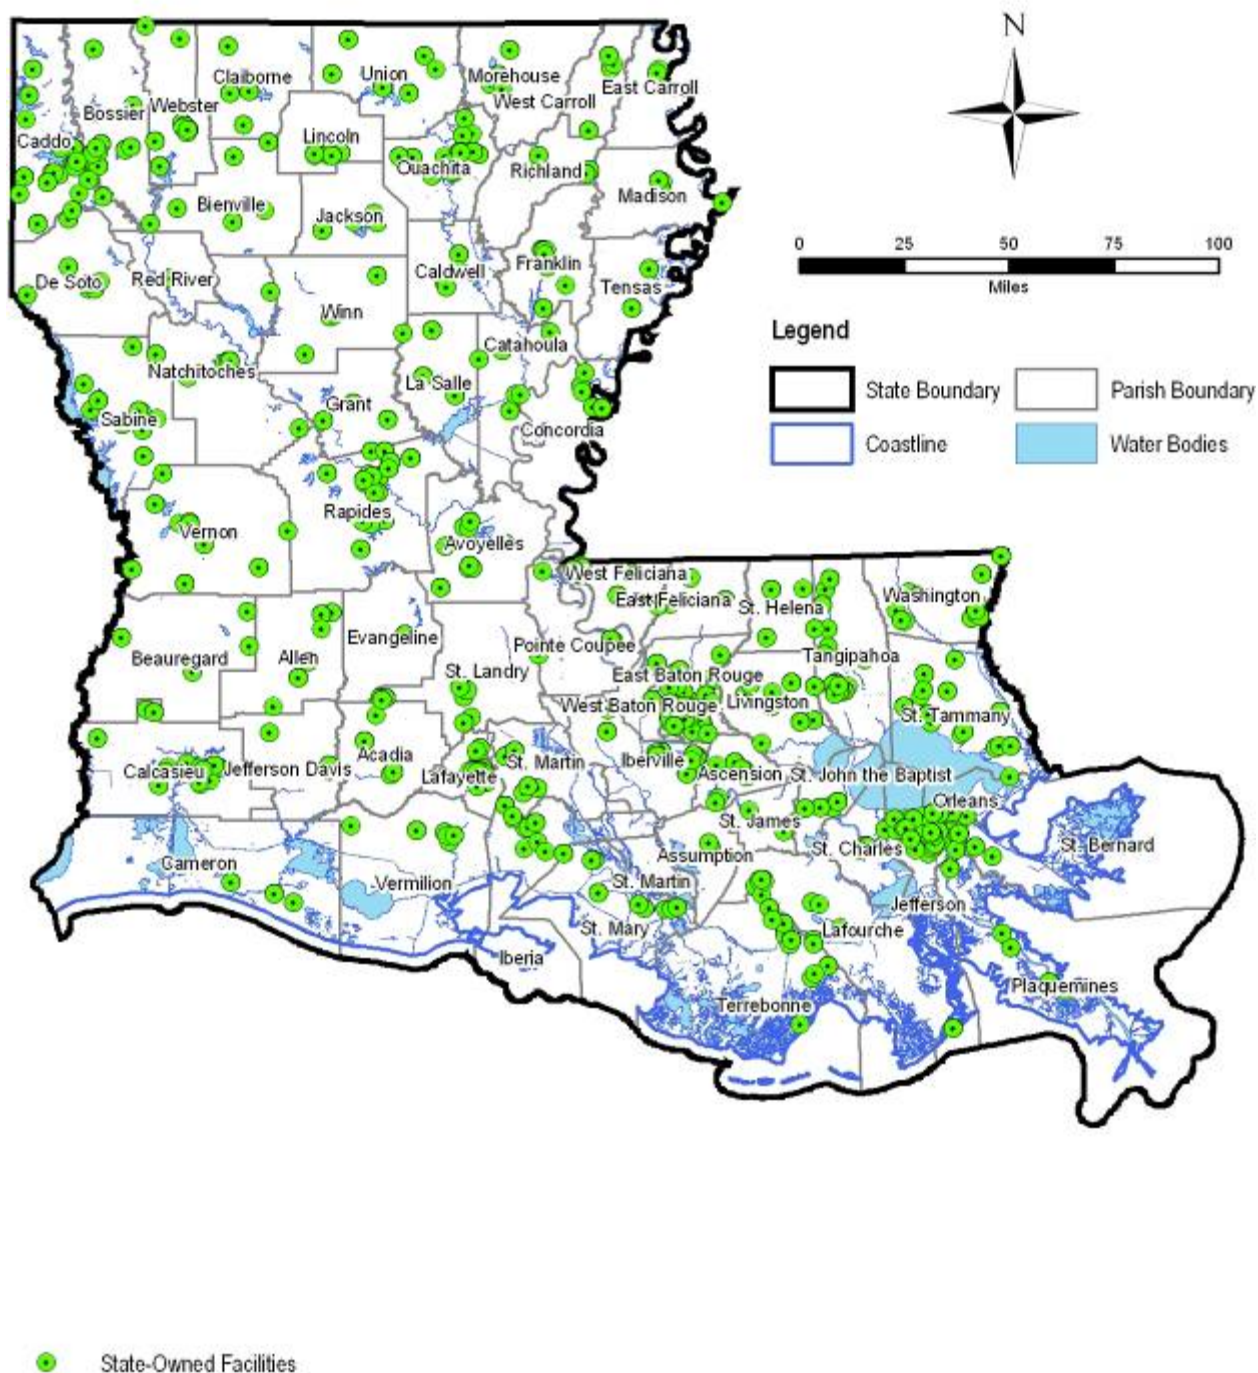 N
Claiborne
Union
Morehouse
East Carroll
West Carroll
Bossier
Webster
Caddo
Lincoln
Ouachita
Richland
Madison
Bienville
Jackson
0 25 50 75 100
Miles
De Soto
Red River
Caldwell
Franklin
Tensas
Winn
Legend
State Boundary
Parish Boundary
Coastline
Water Bodies
Natchitoches
Catahoula
La Salle
Grant
Sabine
Concordia
Rapides
Vernon
Avoyelles
West Feliciana
East Feliciana
St. Helena
Washington
Evangeline
Pointe Coupee
Beauregard
Allen
Tangipahoa
St. Landry
East Baton Rouge
West Baton Rouge
Livingston
St. Tammany
Acadia
Calcasieu
Jefferson Davis
Lafayette
St. Martin
Iberville
Ascension
St. John the Baptist
Orleans
St. James
St. Charles
St. Bernard
Assumption
Cameron
Vermilion
St. Martin
Jefferson
St. Mary
Lafourche
Iberia
Plaquemines
Terrebonne
State-Owned Facilities